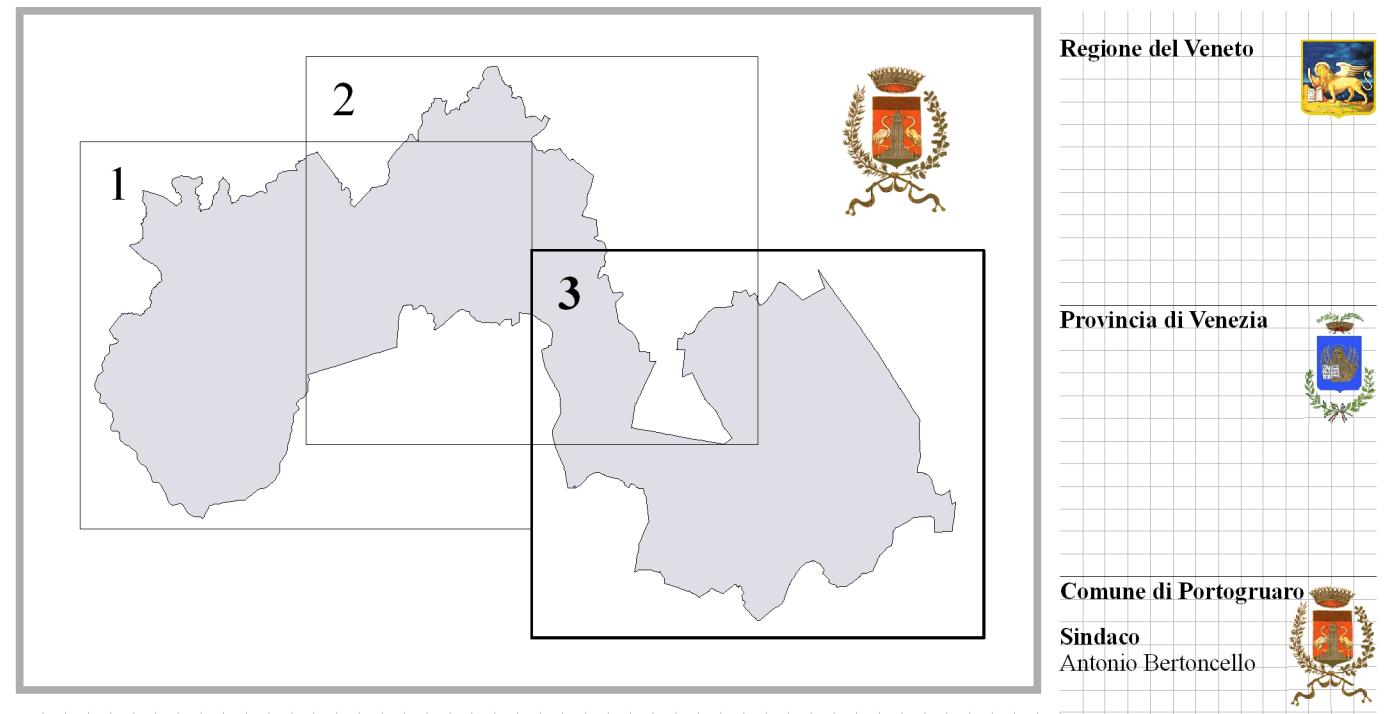 2
1
3
Regione del Veneto
Provincia di Venezia
Comune di Portogruaro
Sindaco
Antonio Bertoncello